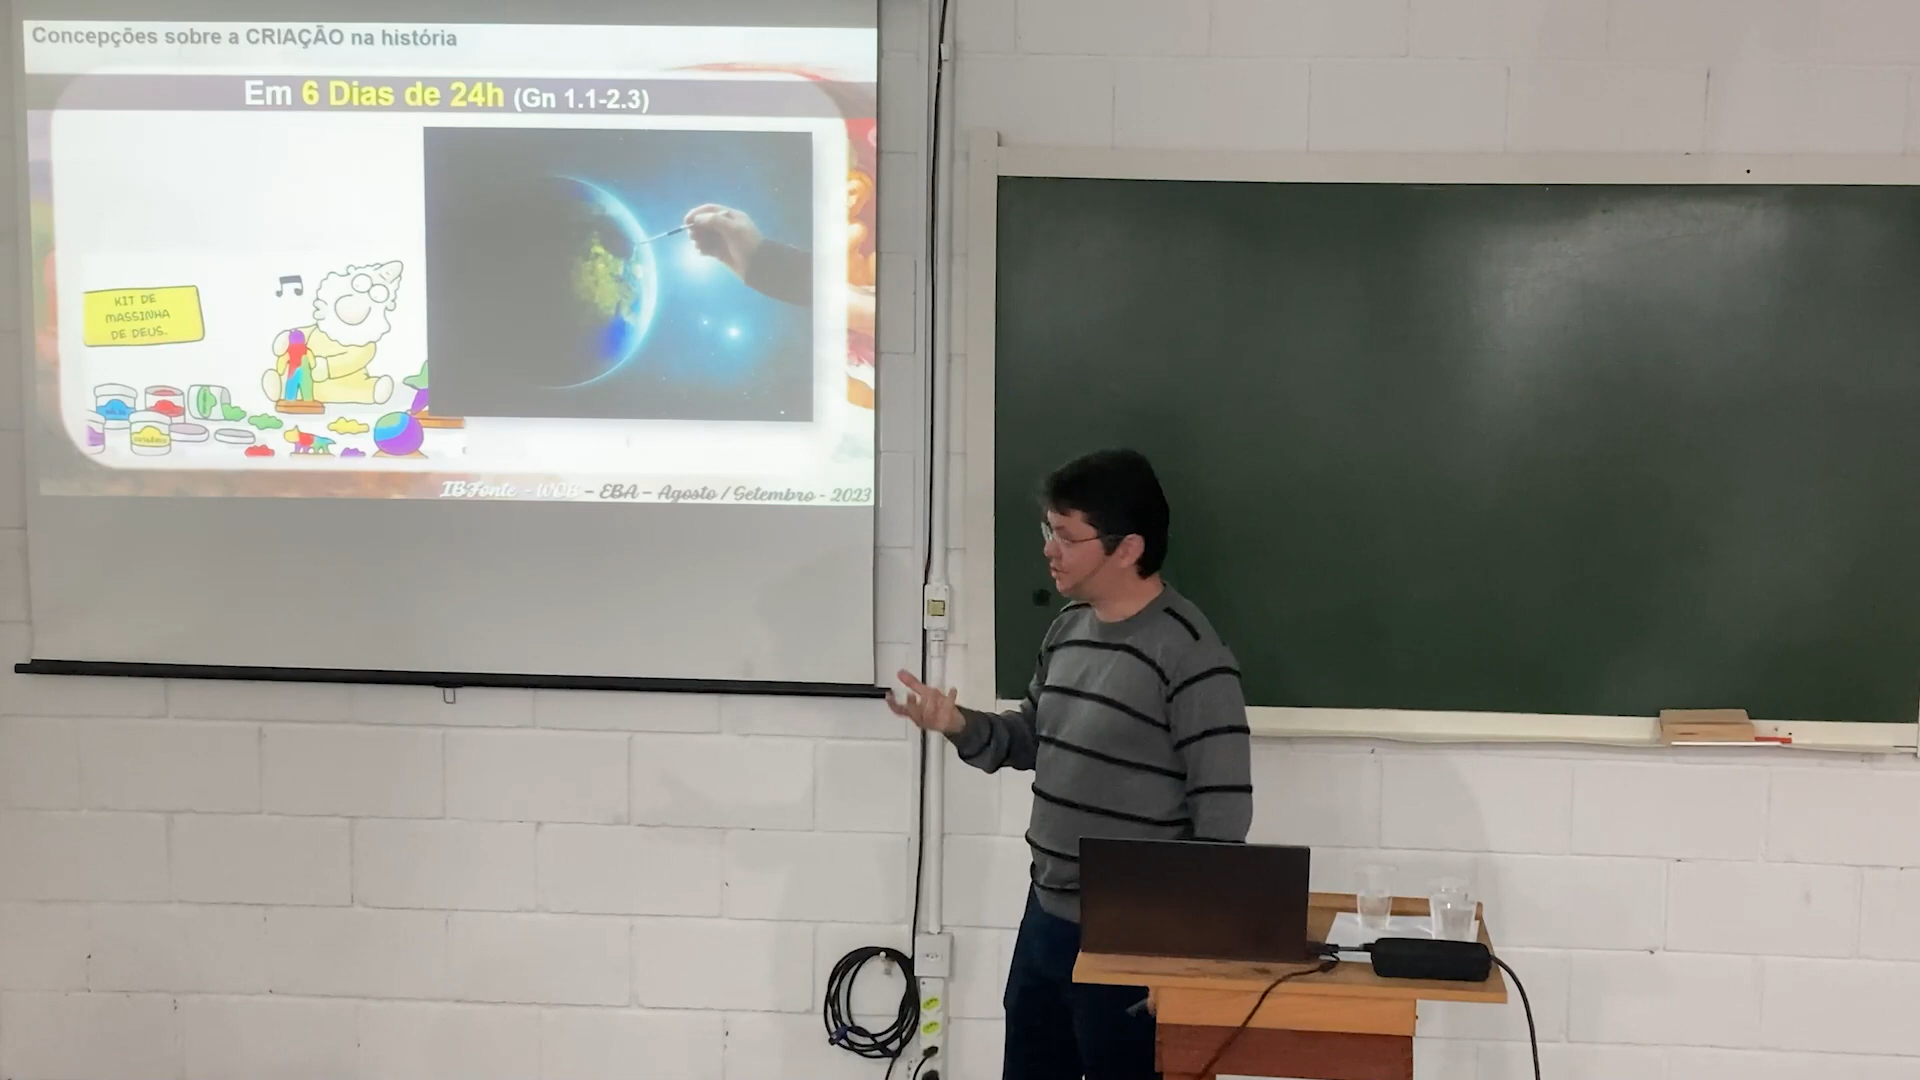 Concepções sobre a CRIAÇÃO na história
Em 6 Dias de 24h (Gn 1.1-2.3)
KIT DE
MASSINHA
DE DEUS.
IBFonte - WCB - EBA - Agosto / Setembro - 2023